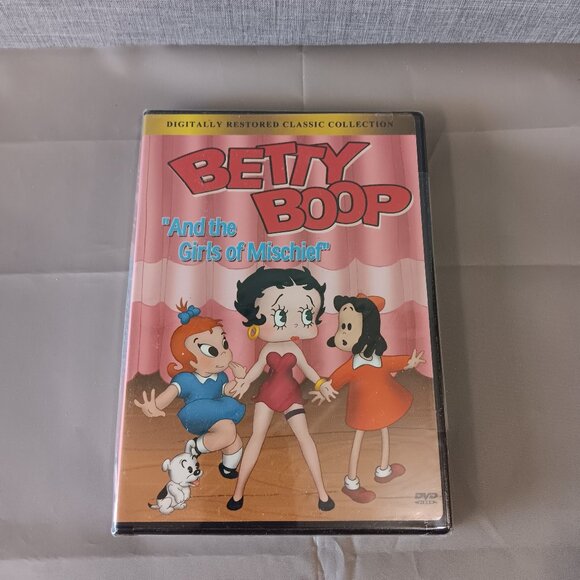 DIGITALLY RESTORED CLASSIC COLLECTION
BETTY
BOOP
"And the
Girls of Mischief"
DVD